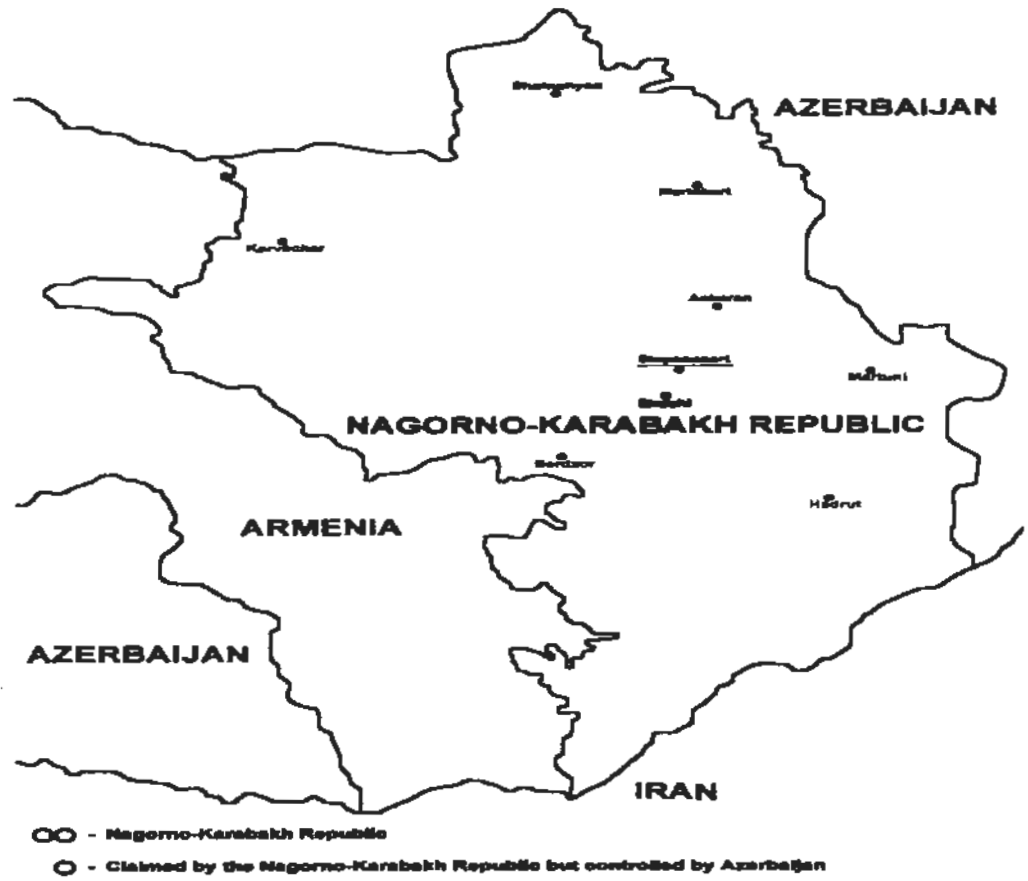 Shahumyan
AZERBAIJAN
Martakert
Karvachar
Askeran
Stepanakert
Martuni
Shushi
NAGORNO-KARABAKH REPUBLIC
Berdzor
Hadrut
ARMENIA
AZERBAIJAN
IRAN
- Nagorno-Karabakh Republic
- Claimed by the Nagorno-Karabakh Republic but controlled by Azerbaijan